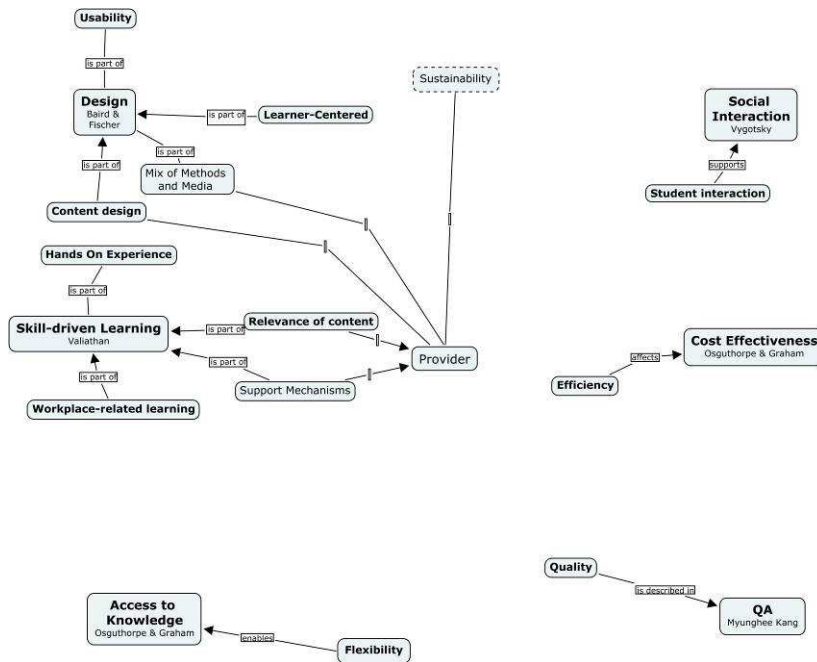 Usability
is part of
Design
Baird &
Fischer
is part of
Learner-Centered
is part of
is part of
Mix of Methods
and Media
Content design
Sustainability
Social
Interaction
Vygotsky
supports
Student interaction
Hands On Experience
is part of
Skill-driven Learning
Valiathan
is part of
Relevance of content
is part of
Support Mechanisms
is part of
Workplace-related learning
Provider
Cost Effectiveness
Osguthorpe & Graham
affects
Efficiency
Quality
is described in
QA
Myunghee Kang
Access to
Knowledge
Osguthorpe & Graham
enables
Flexibility